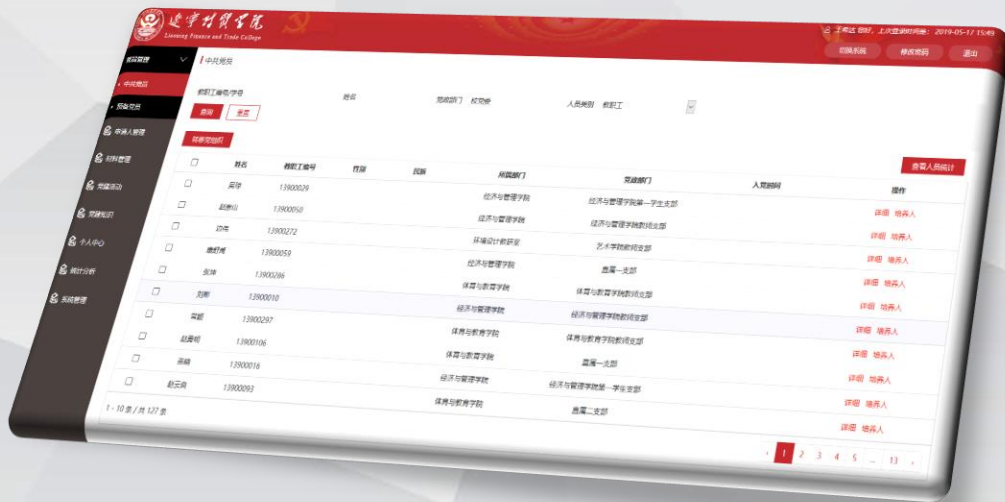 辽宁财贸学院
Liaoning Finance and Trade College
您好，上次登录时间是：2019-05-17 15:49
切换系统 修改密码 退出
党员管理
中共党员
中共党员
预备党员
申请人管理
材料管理
党建活动
党建知识
个人中心
统计分析
系统管理
教职工编号/学号 姓名 党政部门 校党委 人员类别 教职工
查询 重置
转移党组织 查看人员统计
姓名 教职工编号 性别 民族 所属部门 党政部门 入党时间 操作
13900029 经济与管理学院 经济与管理学院第一学生支部 详细 培养人
赵景山 13900050 经济与管理学院 经济与管理学院教师支部 详细 培养人
边伟 13900272 环境设计教研室 艺术学院教师支部 详细 培养人
13900059 经济与管理学院 直属一支部 详细 培养人
张坤 13900286 体育与教育学院 体育与教育学院教师支部 详细 培养人
刘彬 13900010 经济与管理学院 经济与管理学院教师支部 详细 培养人
13900297 体育与教育学院 体育与教育学院教师支部 详细 培养人
13900106 体育与教育学院 直属一支部 详细 培养人
13900016 经济与管理学院 经济与管理学院第一学生支部 详细 培养人
赵云良 13900093 体育与教育学院 直属二支部 详细 培养人
1 - 10 条 / 共 127 条
‹ 1 2 3 4 5 ... 13 ›